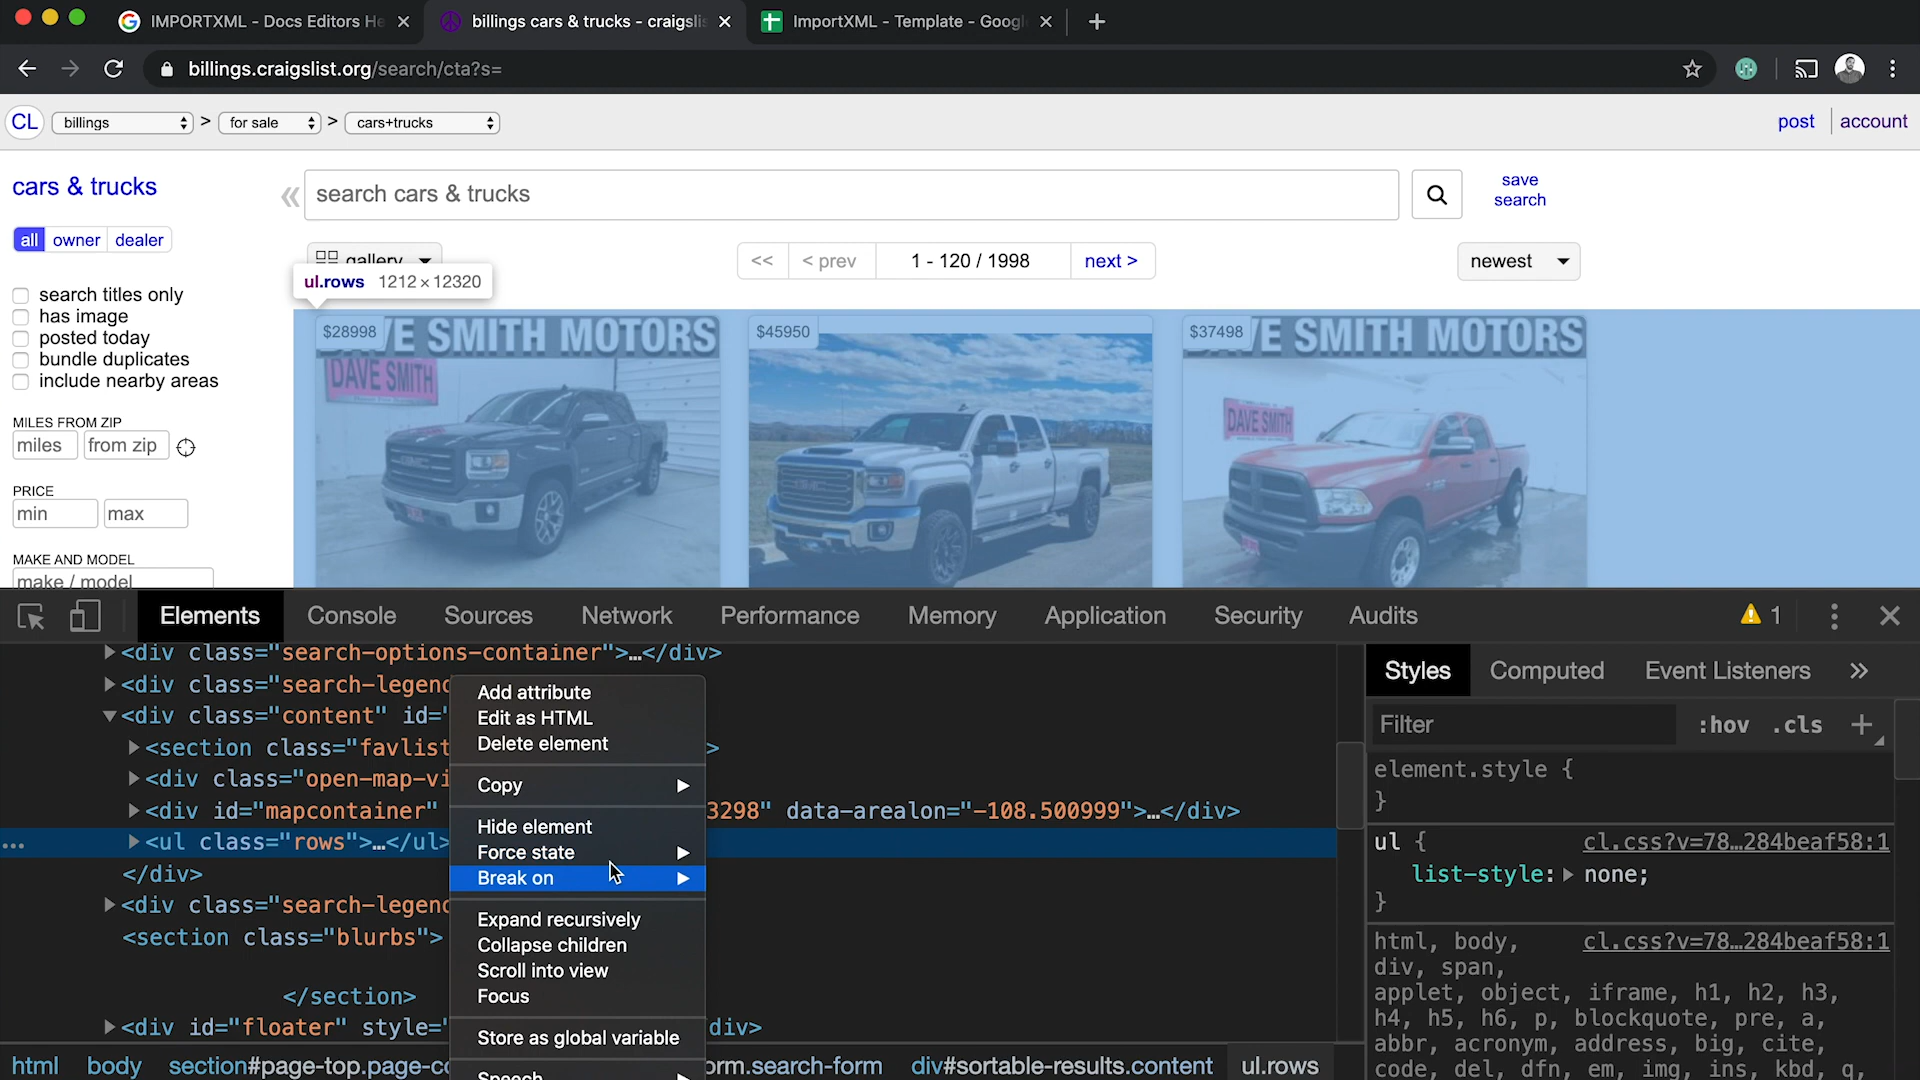 IMPORTXML - Docs Editors He
billings cars & trucks - craigslis
ImportXML - Template - Googl
billings.craigslist.org/search/cta?s=
CL billings > for sale > cars+trucks
post account
cars & trucks
search cars & trucks
save search
all owner dealer
gallery
<< < prev 1 - 120 / 1998 next >
newest
ul.rows 1212 × 12320
search titles only
has image
posted today
bundle duplicates
include nearby areas
MILES FROM ZIP
miles from zip
PRICE
min max
MAKE AND MODEL
make / model
$28998 AVE SMITH MOTORS
DAVE SMITH
$45950
$37498 VE SMITH MOTORS
DAVE SMITH
Elements Console Sources Network Performance Memory Application Security Audits 1
<div class="search-options-container">…</div>
<div class="search-legend
<div class="content" id="
<section class="favlist >
<div class="open-map-vi
<div id="mapcontainer" 3298" data-arealon="-108.500999">…</div>
<ul class="rows">…</ul>
</div>
<div class="search-legend
<section class="blurbs">
</section>
<div id="floater" style=" div>
html body section#page-top.page-co orm.search-form div#sortable-results.content ul.rows
Add attribute
Edit as HTML
Delete element
Copy
Hide element
Force state
Break on
Expand recursively
Collapse children
Scroll into view
Focus
Store as global variable
Speech
Styles Computed Event Listeners »
Filter :hov .cls +
element.style {
}
ul { cl.css?v=78…284beaf58:1
list-style: none;
}
html, body, cl.css?v=78…284beaf58:1
div, span,
applet, object, iframe, h1, h2, h3,
h4, h5, h6, p, blockquote, pre, a,
abbr, acronym, address, big, cite,
code, del, dfn, em, img, ins, kbd, q,